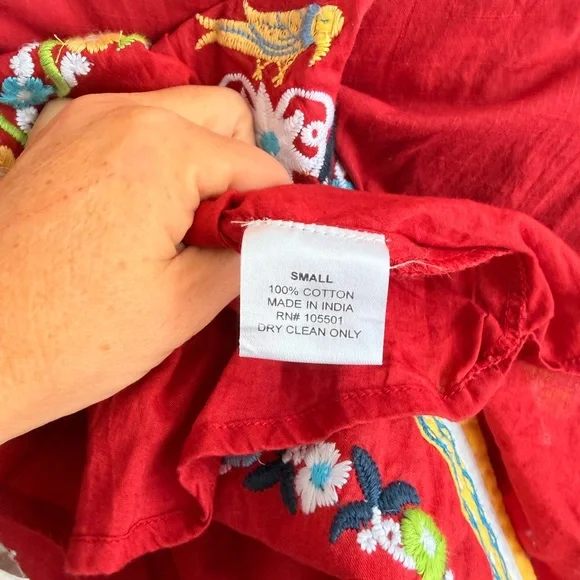 SMALL
100% COTTON
MADE IN INDIA
RN# 105501
DRY CLEAN ONLY